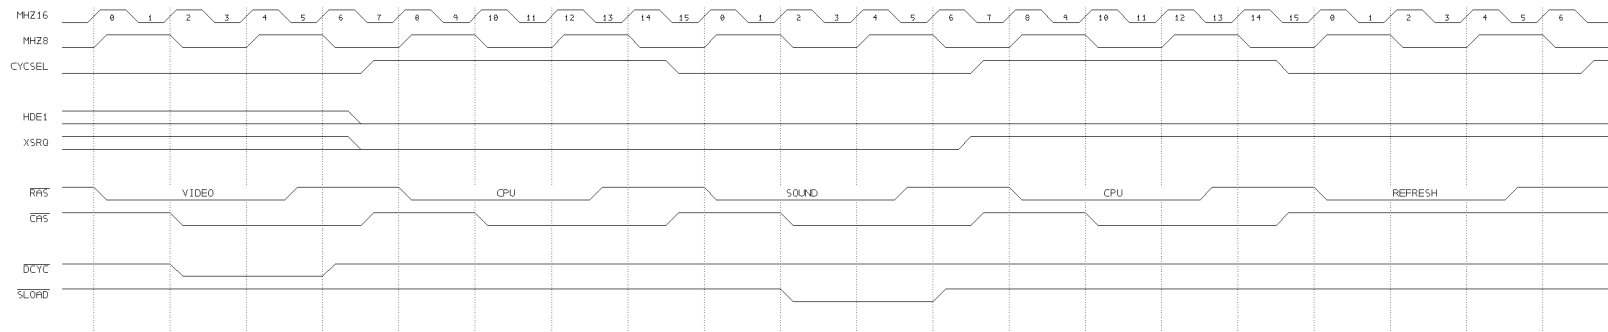 MHZ16 0 1 2 3 4 5 6 7 8 9 10 11 12 13 14 15 0 1 2 3 4 5 6 7 8 9 10 11 12 13 14 15 0 1 2 3 4 5 6
MHZ8
CYCSEL
HDE1
XSRQ
RAS VIDEO CPU SOUND CPU REFRESH
CAS
DCYC
SLOAD